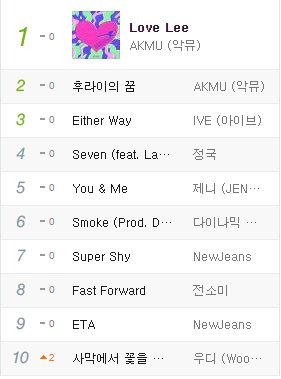 1 - 0 Love Lee
AKMU (악뮤)
2 - 0 후라이의 꿈 AKMU (악뮤)
3 - 0 Either Way IVE (아이브)
4 - 0 Seven (feat. La··· 정국
5 - 0 You & Me 제니 (JEN···
6 - 0 Smoke (Prod. D··· 다이나믹 ···
7 - 0 Super Shy NewJeans
8 - 0 Fast Forward 전소미
9 - 0 ETA NewJeans
10 ▲2 사막에서 꽃을 ··· 우디 (Woo···